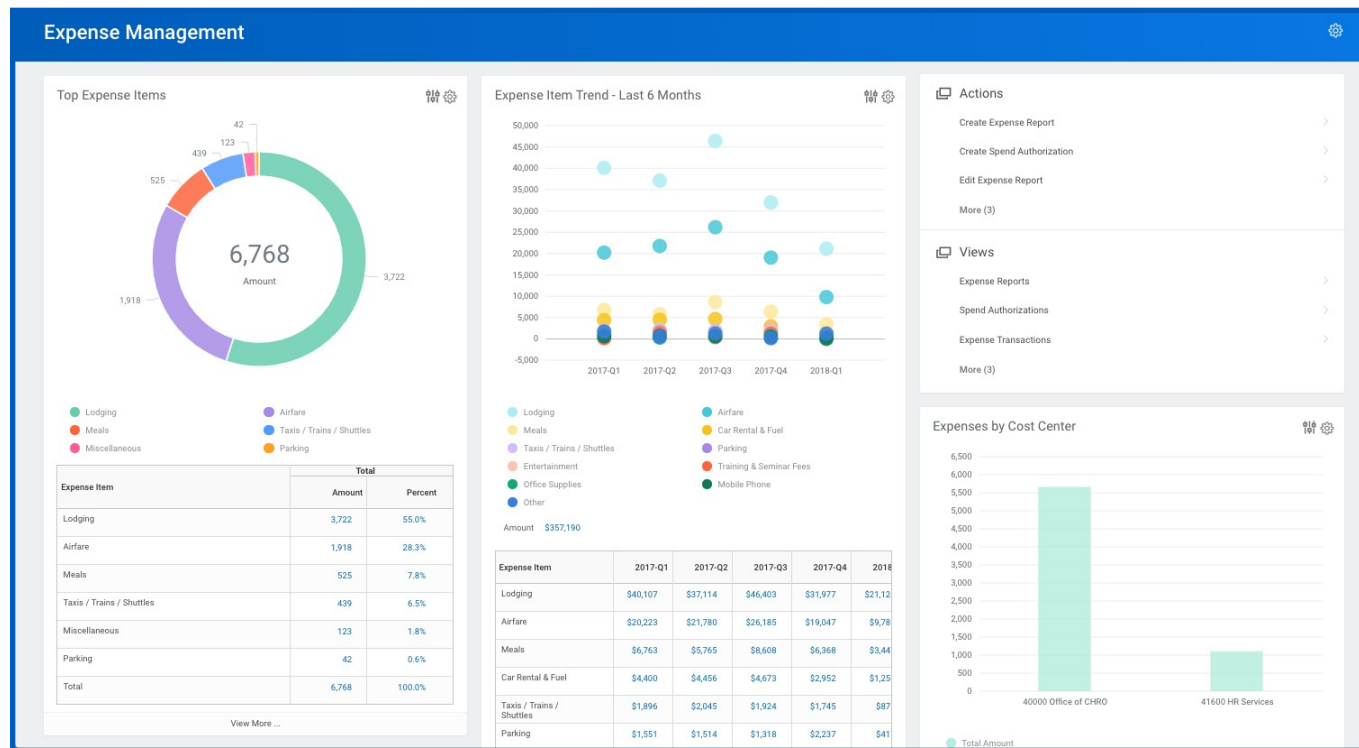 Expense Management
Top Expense Items
42
123
439
525
6,768
Amount
3,722
1,918
Lodging
Airfare
Meals
Taxis / Trains / Shuttles
Miscellaneous
Parking
Expense Item Total
Amount Percent
Lodging 3,722 55.0%
Airfare 1,918 28.3%
Meals 525 7.8%
Taxis / Trains / Shuttles 439 6.5%
Miscellaneous 123 1.8%
Parking 42 0.6%
Total 6,768 100.0%
View More ...
Expense Item Trend - Last 6 Months
50,000
45,000
40,000
35,000
30,000
25,000
20,000
15,000
10,000
5,000
0
-5,000
2017-Q1 2017-Q2 2017-Q3 2017-Q4 2018-Q1
Lodging
Airfare
Meals
Car Rental & Fuel
Taxis / Trains / Shuttles
Parking
Entertainment
Training & Seminar Fees
Office Supplies
Mobile Phone
Other
Amount $357,190
Expense Item 2017-Q1 2017-Q2 2017-Q3 2017-Q4 2018
Lodging $40,107 $37,114 $46,403 $31,977 $21,12
Airfare $20,223 $21,780 $26,185 $19,047 $9,78
Meals $6,763 $5,765 $8,608 $6,368 $3,44
Car Rental & Fuel $4,400 $4,456 $4,673 $2,952 $1,25
Taxis / Trains /
Shuttles $1,896 $2,045 $1,924 $1,745 $87
Parking $1,551 $1,514 $1,318 $2,237 $41
Actions
Create Expense Report
Create Spend Authorization
Edit Expense Report
More (3)
Views
Expense Reports
Spend Authorizations
Expense Transactions
More (3)
Expenses by Cost Center
6,500
6,000
5,500
5,000
4,500
4,000
3,500
3,000
2,500
2,000
1,500
1,000
500
0
40000 Office of CHRO 41600 HR Services
Total Amount